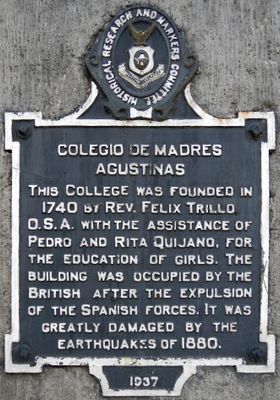 HISTORICAL RESEARCH AND MARKERS COMMITTEE
COLEGIO DE MADRES
AGUSTINAS
THIS COLLEGE WAS FOUNDED IN
1740 BY REV. FELIX TRILLO
O.S.A. WITH THE ASSISTANCE OF
PEDRO AND RITA QUIJANO, FOR
THE EDUCATION OF GIRLS. THE
BUILDING WAS OCCUPIED BY THE
BRITISH AFTER THE EXPULSION
OF THE SPANISH FORCES. IT WAS
GREATLY DAMAGED BY THE
EARTHQUAKES OF 1880.
1937